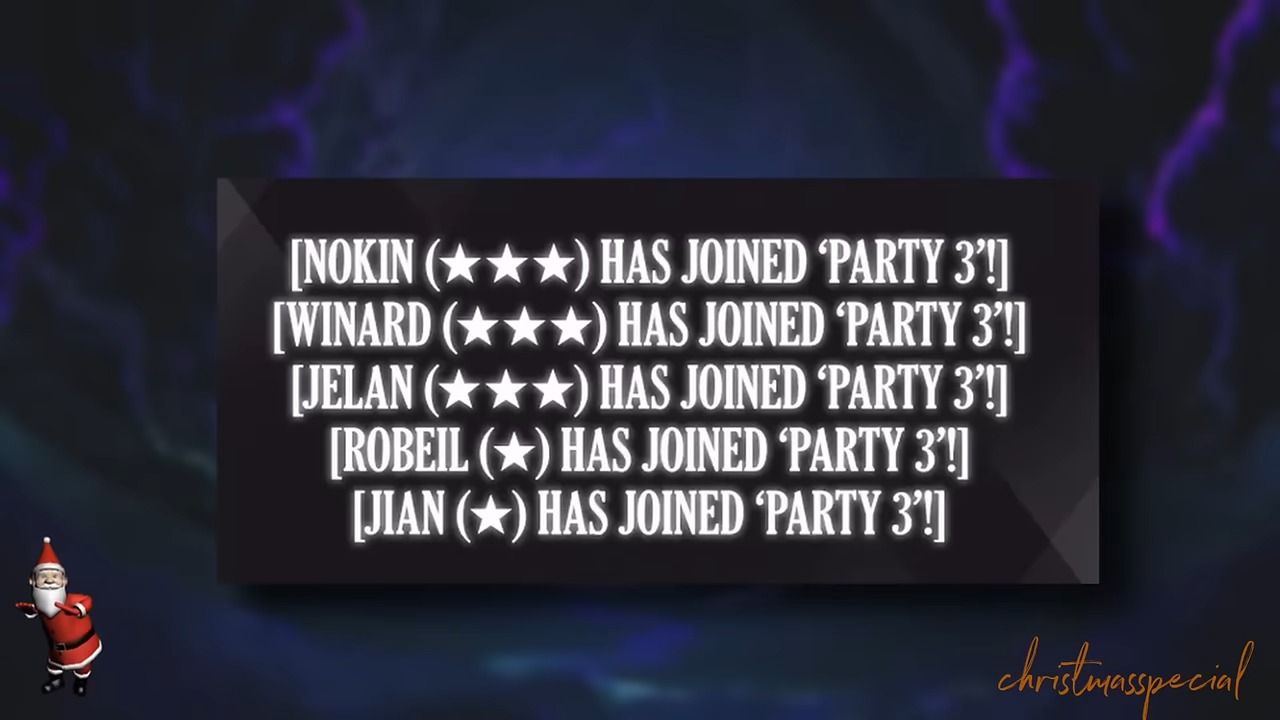 [NOKIN (★★★) HAS JOINED ‘PARTY 3’!]
[WINARD (★★★) HAS JOINED ‘PARTY 3’!]
[JELAN (★★★) HAS JOINED ‘PARTY 3’!]
[ROBEIL (★) HAS JOINED ‘PARTY 3’!]
[JIAN (★) HAS JOINED ‘PARTY 3’!]
christmasspecial